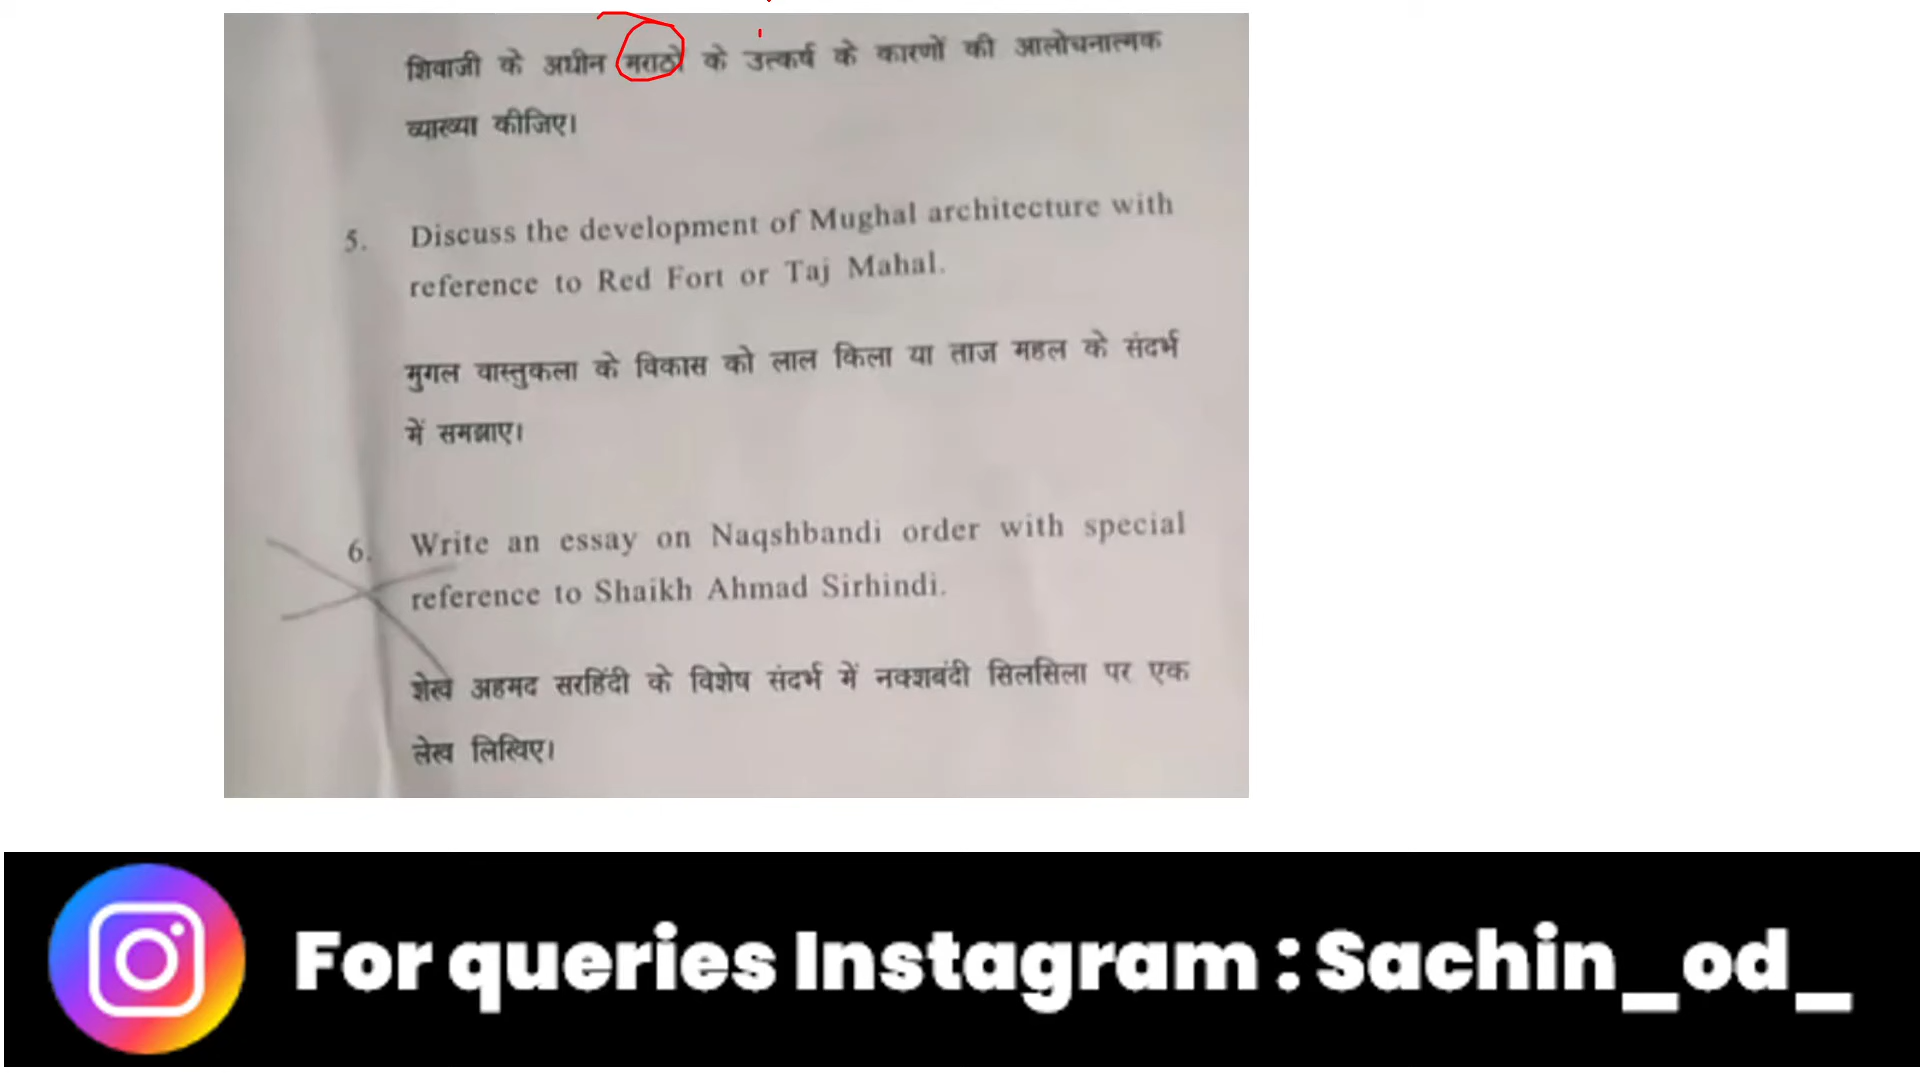 शिवाजी के अधीन मराठो के उत्कर्ष के कारणों की आलोचनात्मक
व्याख्या कीजिए।
5. Discuss the development of Mughal architecture with
reference to Red Fort or Taj Mahal.
मुगल वास्तुकला के विकास को लाल किला या ताज महल के संदर्भ
में समझाए।
6. Write an essay on Naqshbandi order with special
reference to Shaikh Ahmad Sirhindi.
शेख अहमद सरहिंदी के विशेष संदर्भ में नक्शबंदी सिलसिला पर एक
लेख लिखिए।
For queries Instagram : Sachin_od_